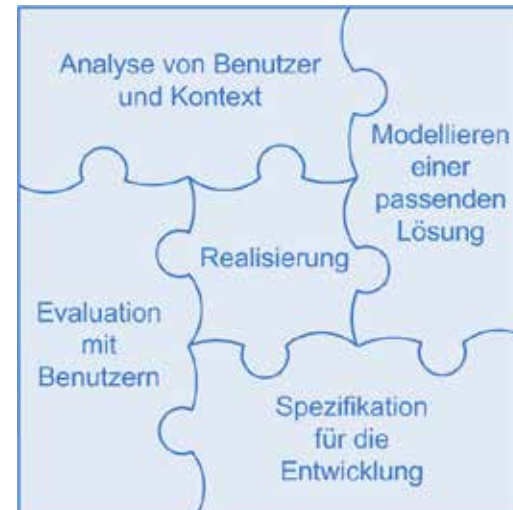 Analyse von Benutzer
und Kontext
Modellieren
einer
passenden
Lösung
Realisierung
Evaluation
mit
Benutzern
Spezifikation
für die
Entwicklung